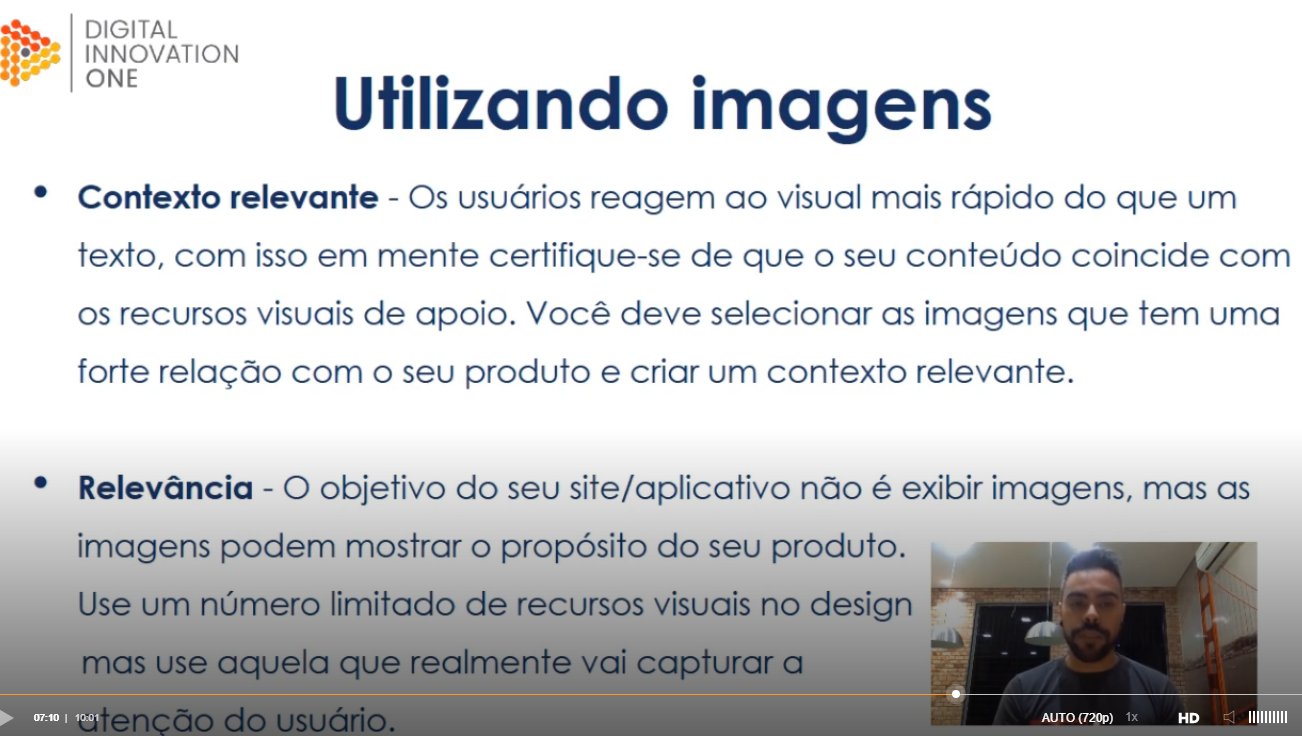 DIGITAL
INNOVATION
ONE
Utilizando imagens
• Contexto relevante - Os usuários reagem ao visual mais rápido do que um
texto, com isso em mente certifique-se de que o seu conteúdo coincide com
os recursos visuais de apoio. Você deve selecionar as imagens que tem uma
forte relação com o seu produto e criar um contexto relevante.
• Relevância - O objetivo do seu site/aplicativo não é exibir imagens, mas as
imagens podem mostrar o propósito do seu produto.
Use um número limitado de recursos visuais no design
mas use aquela que realmente vai capturar a
atenção do usuário.
07:10 | 10:01 AUTO (720p) 1x HD